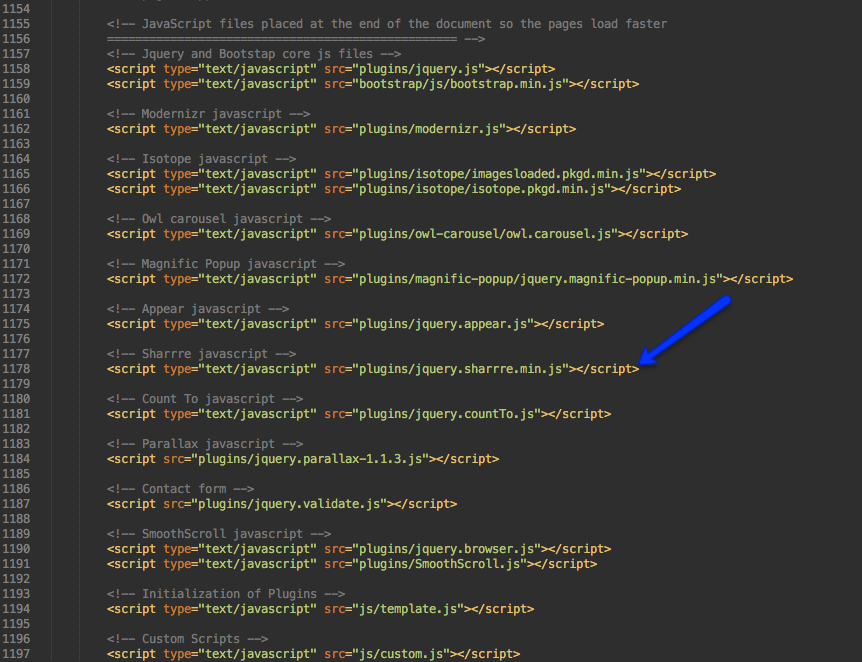 1154
1155 <!-- JavaScript files placed at the end of the document so the pages load faster
1156 ================================================== -->
1157 <!-- Jquery and Bootstap core js files -->
1158 <script type="text/javascript" src="plugins/jquery.js"></script>
1159 <script type="text/javascript" src="bootstrap/js/bootstrap.min.js"></script>
1160
1161 <!-- Modernizr javascript -->
1162 <script type="text/javascript" src="plugins/modernizr.js"></script>
1163
1164 <!-- Isotope javascript -->
1165 <script type="text/javascript" src="plugins/isotope/imagesloaded.pkgd.min.js"></script>
1166 <script type="text/javascript" src="plugins/isotope/isotope.pkgd.min.js"></script>
1167
1168 <!-- Owl carousel javascript -->
1169 <script type="text/javascript" src="plugins/owl-carousel/owl.carousel.js"></script>
1170
1171 <!-- Magnific Popup javascript -->
1172 <script type="text/javascript" src="plugins/magnific-popup/jquery.magnific-popup.min.js"></script>
1173
1174 <!-- Appear javascript -->
1175 <script type="text/javascript" src="plugins/jquery.appear.js"></script>
1176
1177 <!-- Sharrre javascript -->
1178 <script type="text/javascript" src="plugins/jquery.sharrre.min.js"></script>
1179
1180 <!-- Count To javascript -->
1181 <script type="text/javascript" src="plugins/jquery.countTo.js"></script>
1182
1183 <!-- Parallax javascript -->
1184 <script src="plugins/jquery.parallax-1.1.3.js"></script>
1185
1186 <!-- Contact form -->
1187 <script src="plugins/jquery.validate.js"></script>
1188
1189 <!-- SmoothScroll javascript -->
1190 <script type="text/javascript" src="plugins/jquery.browser.js"></script>
1191 <script type="text/javascript" src="plugins/SmoothScroll.js"></script>
1192
1193 <!-- Initialization of Plugins -->
1194 <script type="text/javascript" src="js/template.js"></script>
1195
1196 <!-- Custom Scripts -->
1197 <script type="text/javascript" src="js/custom.js"></script>